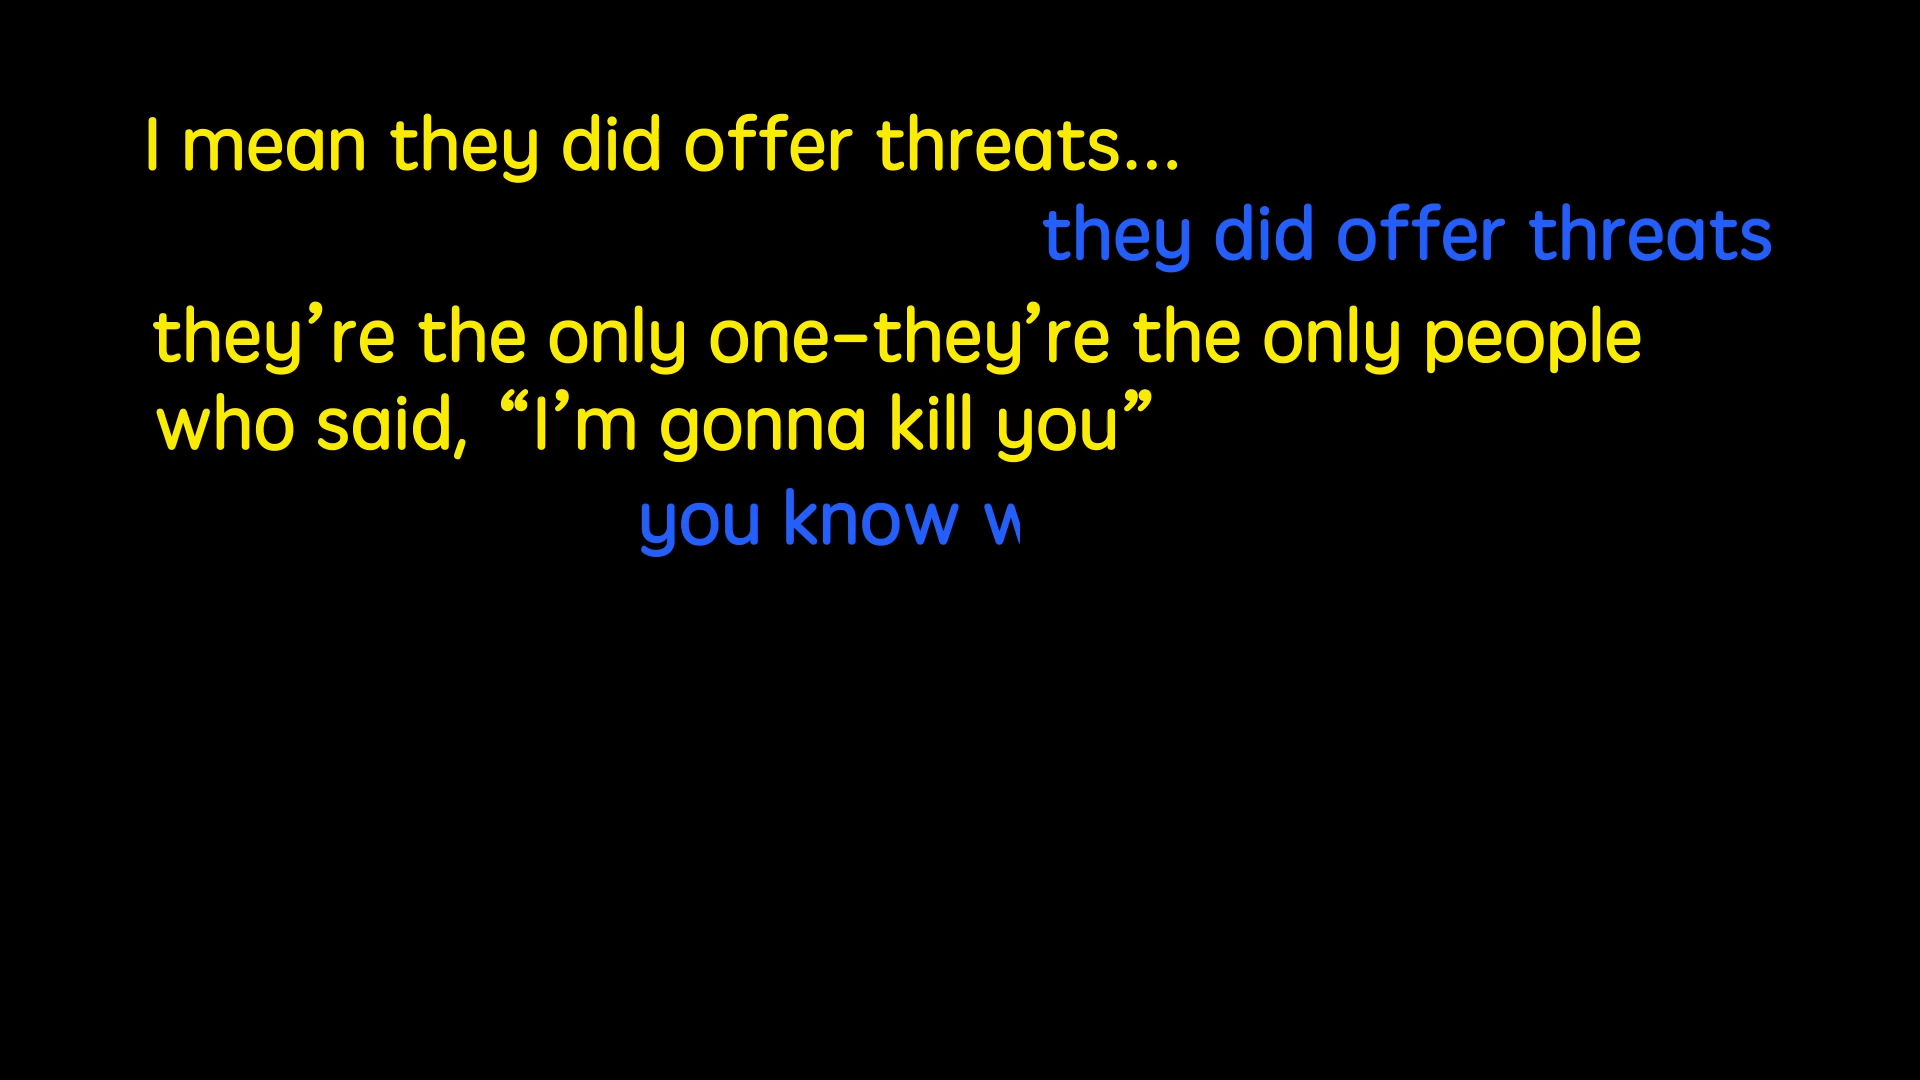 I mean they did offer threats...
they did offer threats
they’re the only one–they’re the only people
who said, “I’m gonna kill you”
you know